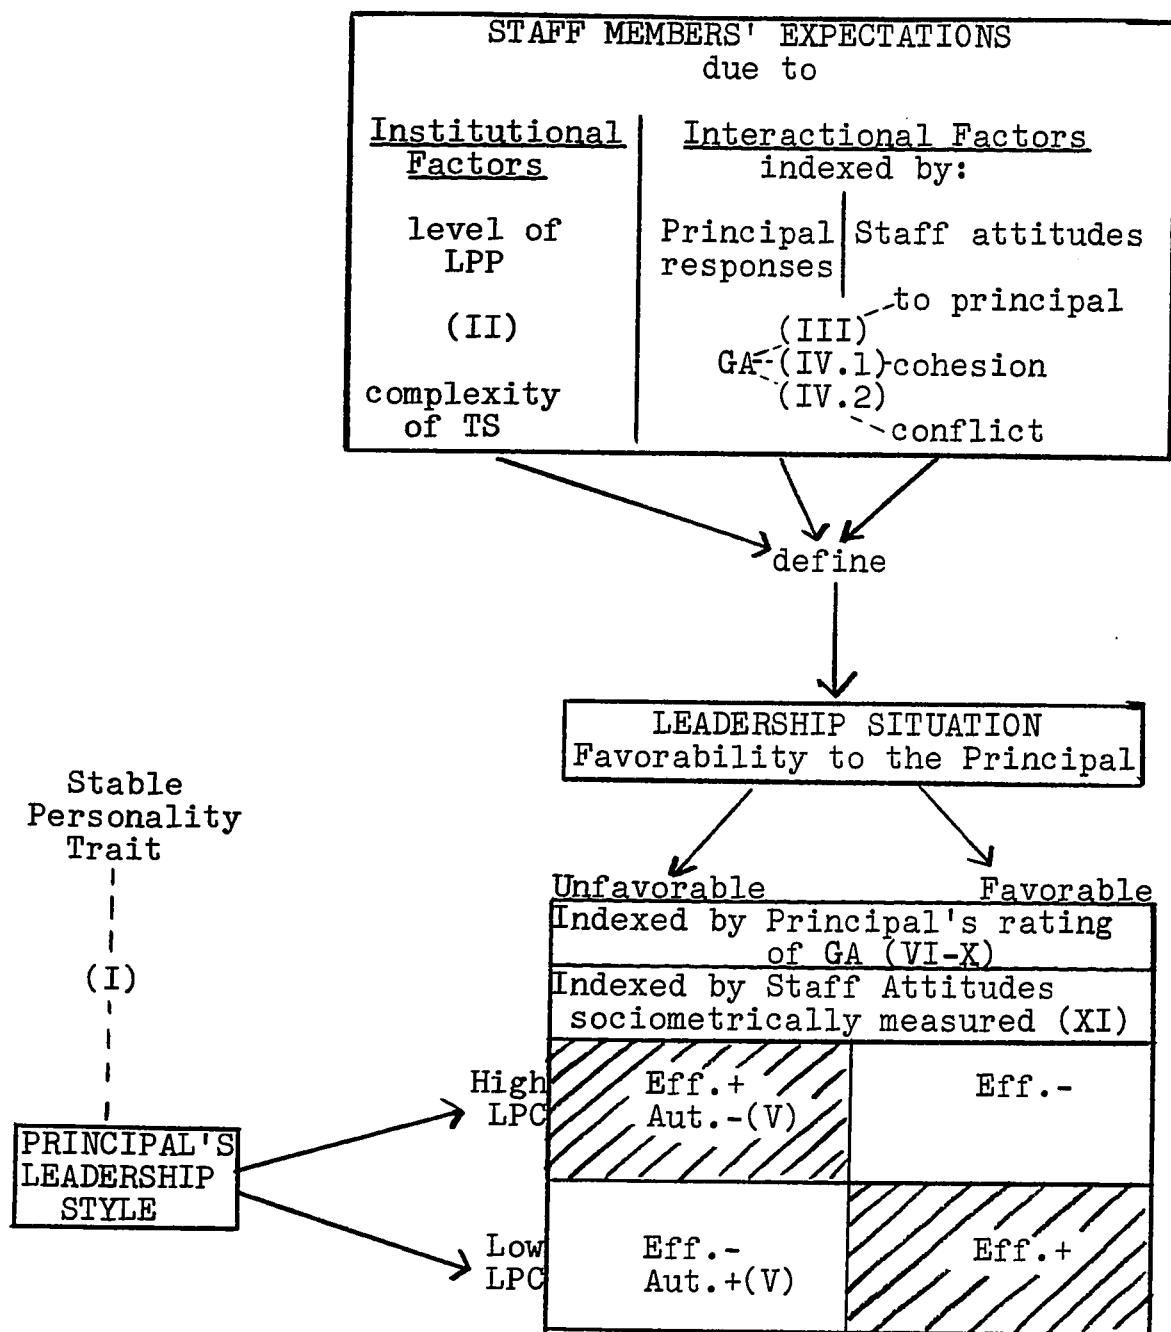 STAFF MEMBERS' EXPECTATIONS
due to
Institutional
Factors
level of
LPP
(II)
complexity
of TS
Interactional Factors
indexed by:
Principal
responses
Staff attitudes
to principal
(III)
GA (IV.1) cohesion
(IV.2)
conflict
define
LEADERSHIP SITUATION
Favorability to the Principal
Stable
Personality
Trait
(I)
PRINCIPAL'S
LEADERSHIP
STYLE
Unfavorable Favorable
Indexed by Principal's rating
of GA (VI-X)
Indexed by Staff Attitudes
sociometrically measured (XI)
High
LPC
Eff.+
Aut.-(V)
Eff.-
Low
LPC
Eff.-
Aut.+(V)
Eff.+